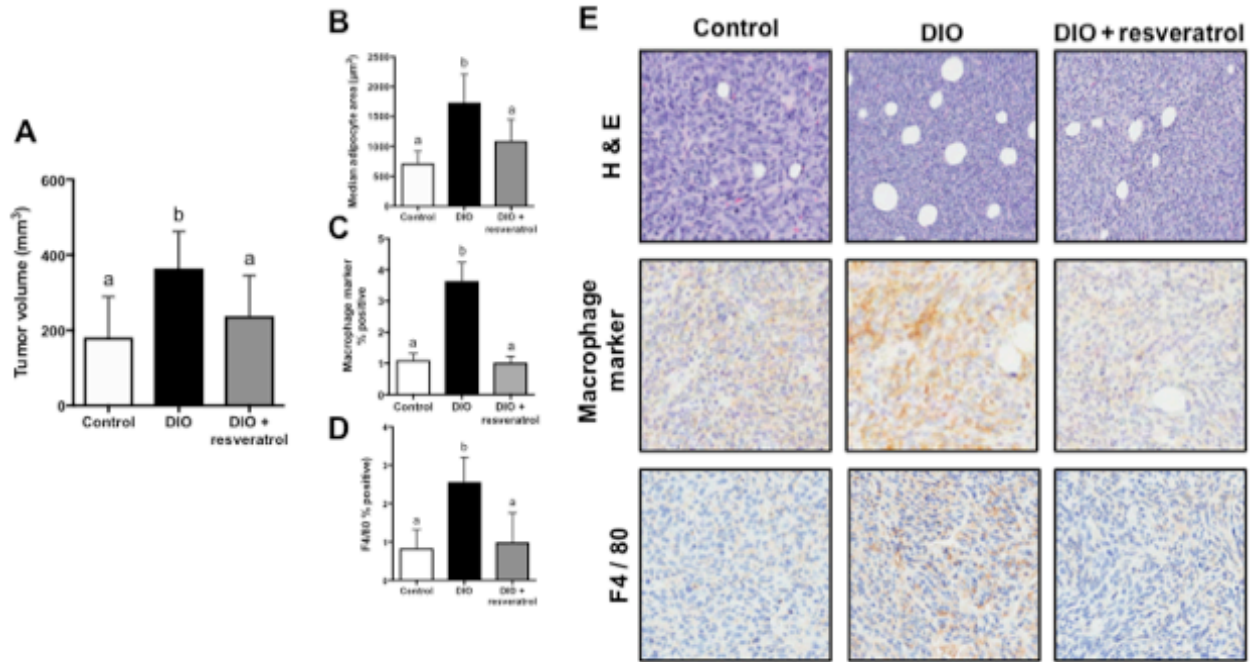 A
Tumor volume (mm³)
600
400
200
0
a
b
a
Control
DIO
DIO +
resveratrol
B
Median adipocyte area (µm²)
2500
2000
1500
1000
500
0
a
b
a
Control
DIO
DIO +
resveratrol
C
Macrophage marker
% positive
5
4
3
2
1
0
a
b
a
Control
DIO
DIO +
resveratrol
D
F4/80 % positive)
4
3
2
1
0
a
b
a
Control
DIO
DIO +
resveratrol
E
Control
DIO
DIO + resveratrol
H & E
Macrophage
marker
F4 / 80